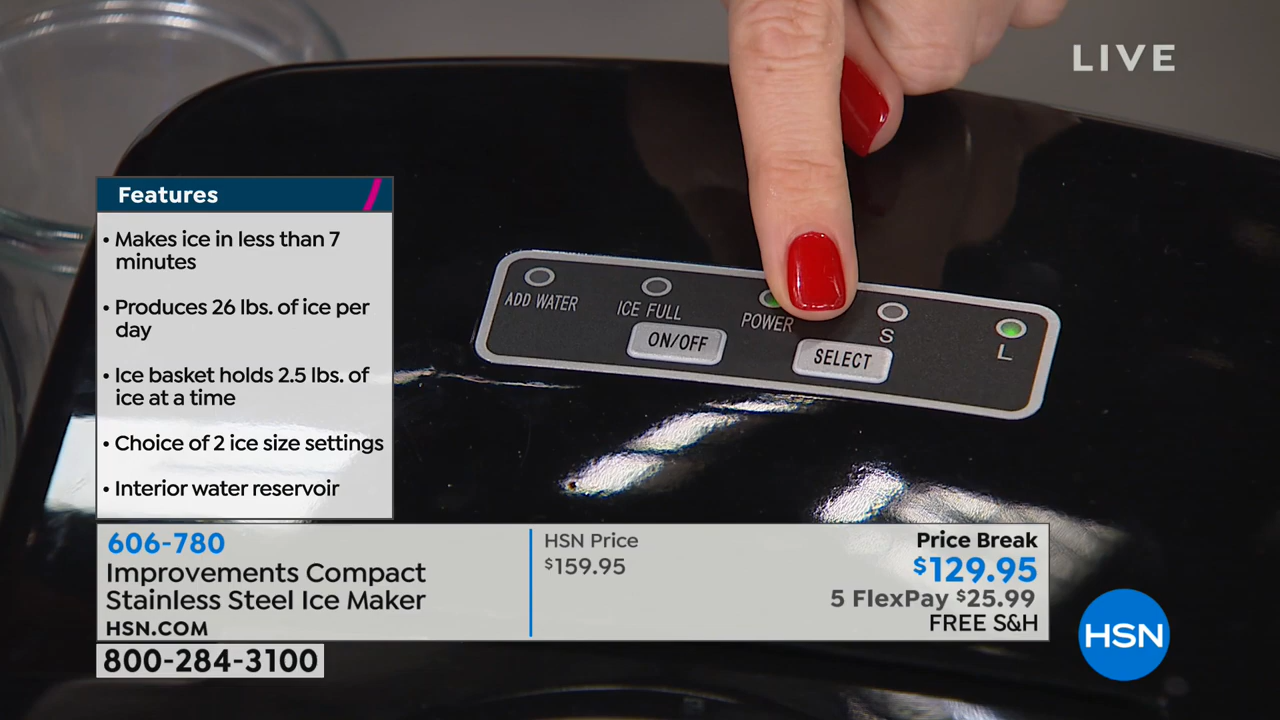 LIVE
Features
• Makes ice in less than 7
minutes
• Produces 26 lbs. of ice per
day
• Ice basket holds 2.5 lbs. of
ice at a time
• Choice of 2 ice size settings
• Interior water reservoir
ADD WATER
ICE FULL
POWER
S
L
ON/OFF
SELECT
606-780
Improvements Compact
Stainless Steel Ice Maker
HSN.COM
800-284-3100
HSN Price
$159.95
Price Break
$129.95
5 FlexPay $25.99
FREE S&H
HSN